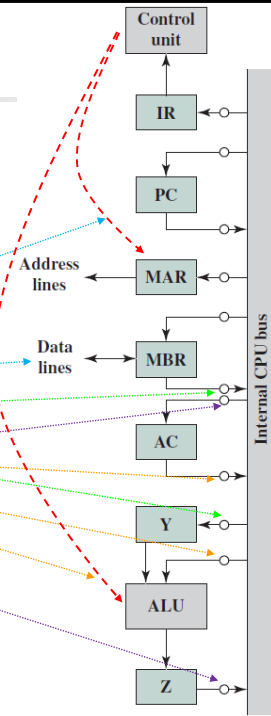 Control
unit
IR
PC
Address
lines
MAR
Data
lines
MBR
AC
Y
ALU
Z
Internal CPU bus